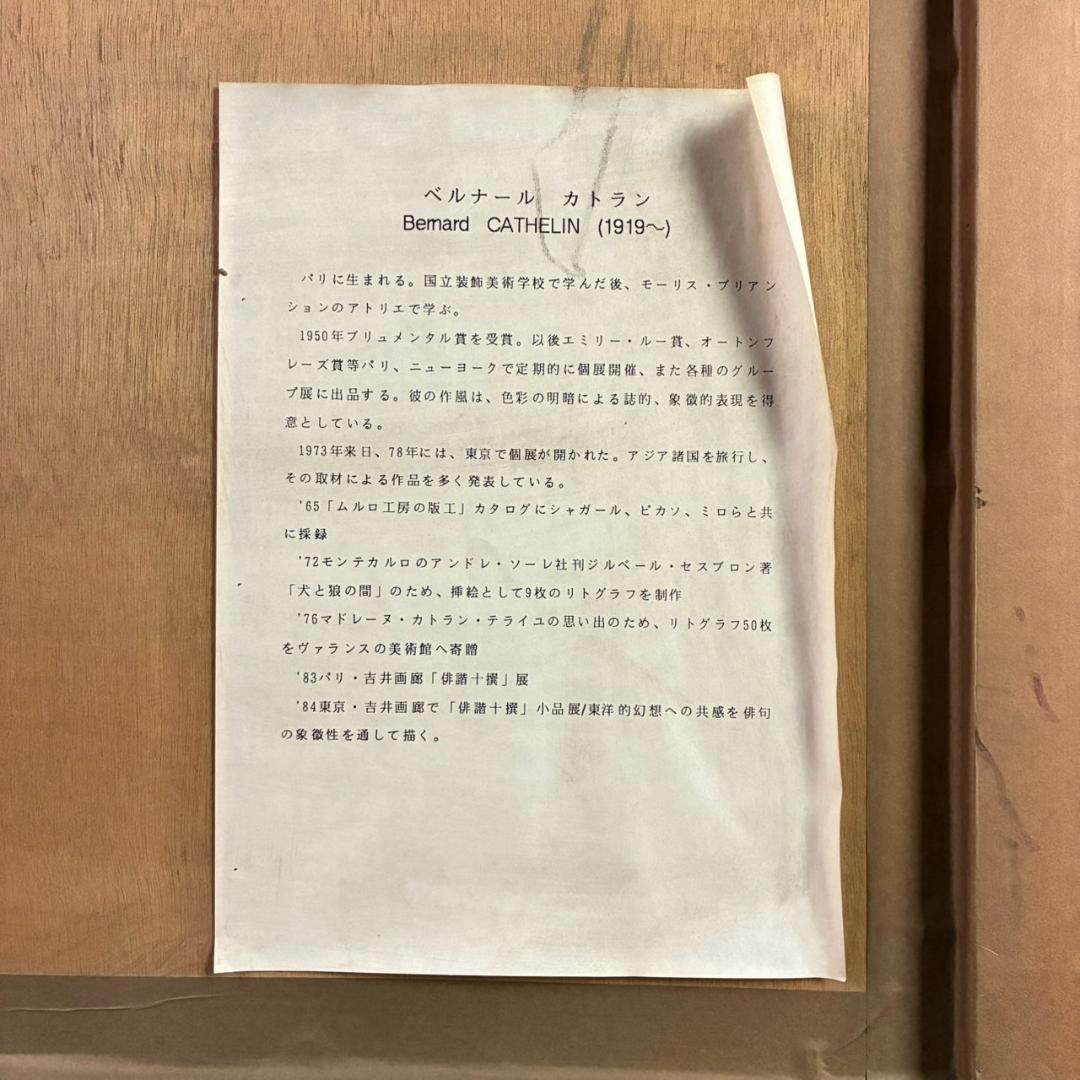 ベルナール　カトラン
Bernard CATHELIN (1919〜)
パリに生まれる。国立装飾美術学校で学んだ後、モーリス・ブリアン
ションのアトリエで学ぶ。
1950年ブリュメンタル賞を受賞。以後エミリー・ルー賞、オートンフ
レーズ賞等パリ、ニューヨークで定期的に個展開催、また各種のグルー
プ展に出品する。彼の作風は、色彩の明暗による誌的、象徴的表現を得
意としている。
1973年来日、78年には、東京で個展が開かれた。アジア諸国を旅行し、
その取材による作品を多く発表している。
'65「ムルロ工房の版工」カタログにシャガール、ピカソ、ミロらと共
に採録
'72モンテカルロのアンドレ・ソーレ社刊ジルベール・セスブロン著
「犬と狼の間」のため、挿絵として9枚のリトグラフを制作
'76マドレーヌ・カトラン・テライユの思い出のため、リトグラフ50枚
をヴァランスの美術館へ寄贈
'83パリ・吉井画廊「俳諧十撰」展
'84東京・吉井画廊で「俳諧十撰」小品展/東洋的幻想への共感を俳句
の象徴性を通して描く。